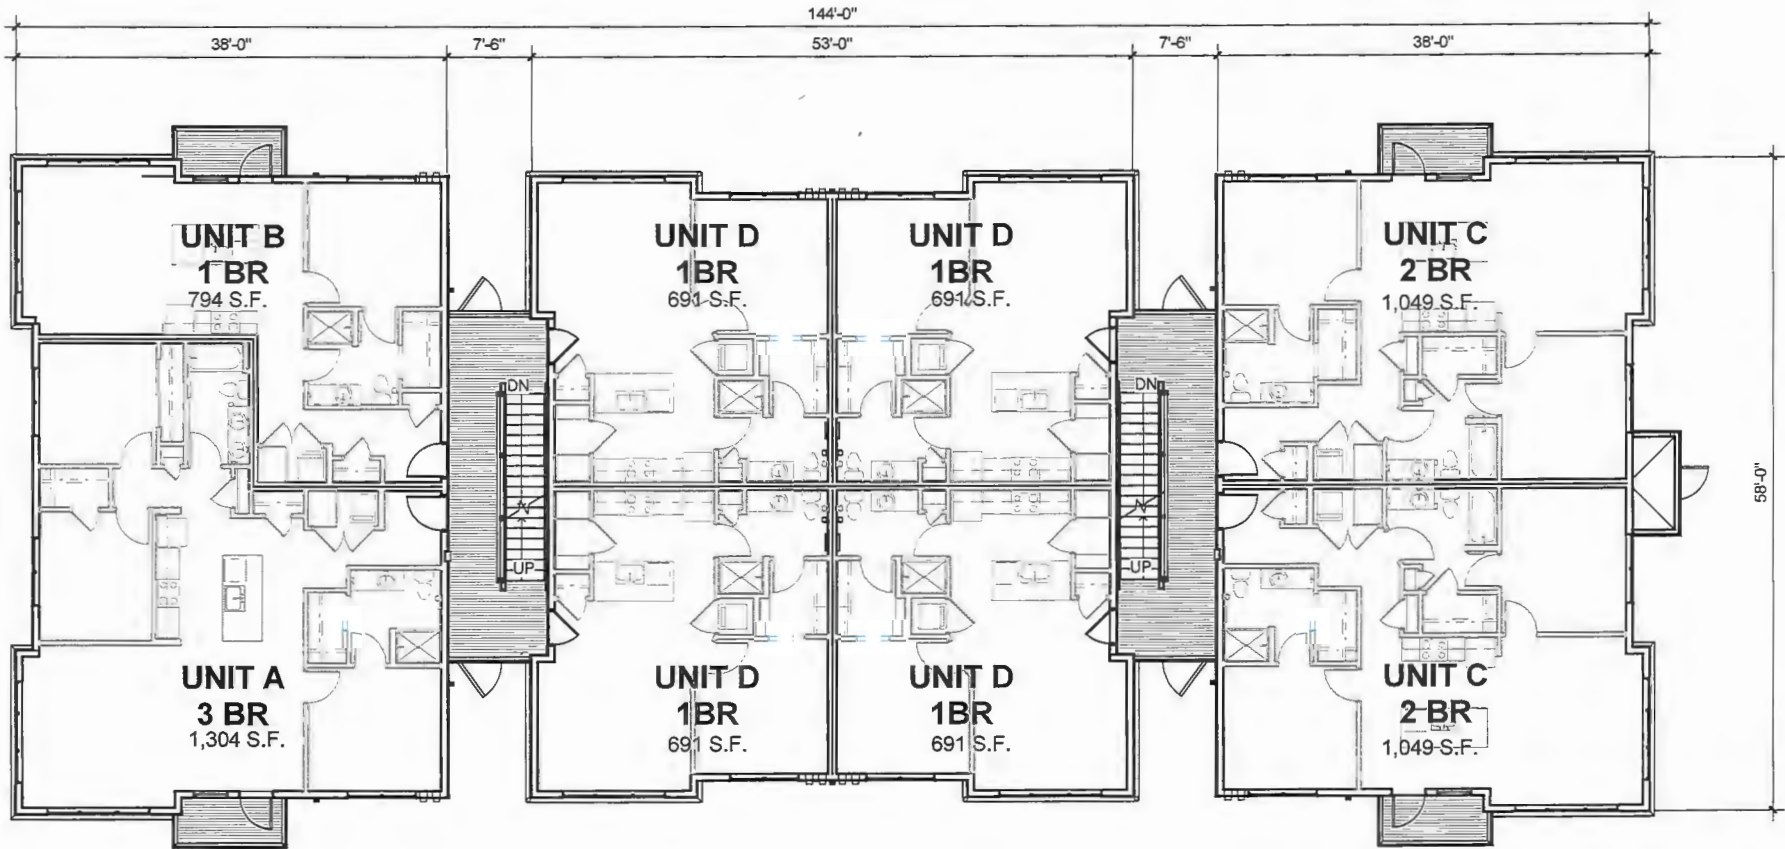 144'-0"
38'-0"
7'-6"
53'-0"
7'-6"
38'-0"
UNIT B
1 BR
794 S.F.
UNIT D
1BR
691 S.F.
UNIT D
1BR
691 S.F.
UNIT C
2 BR
1,049 S.F.
DN
DN
58'-0"
UP
UP
UNIT A
3 BR
1,304 S.F.
UNIT D
1BR
691 S.F.
UNIT D
1BR
691 S.F.
UNIT C
2 BR
1,049 S.F.